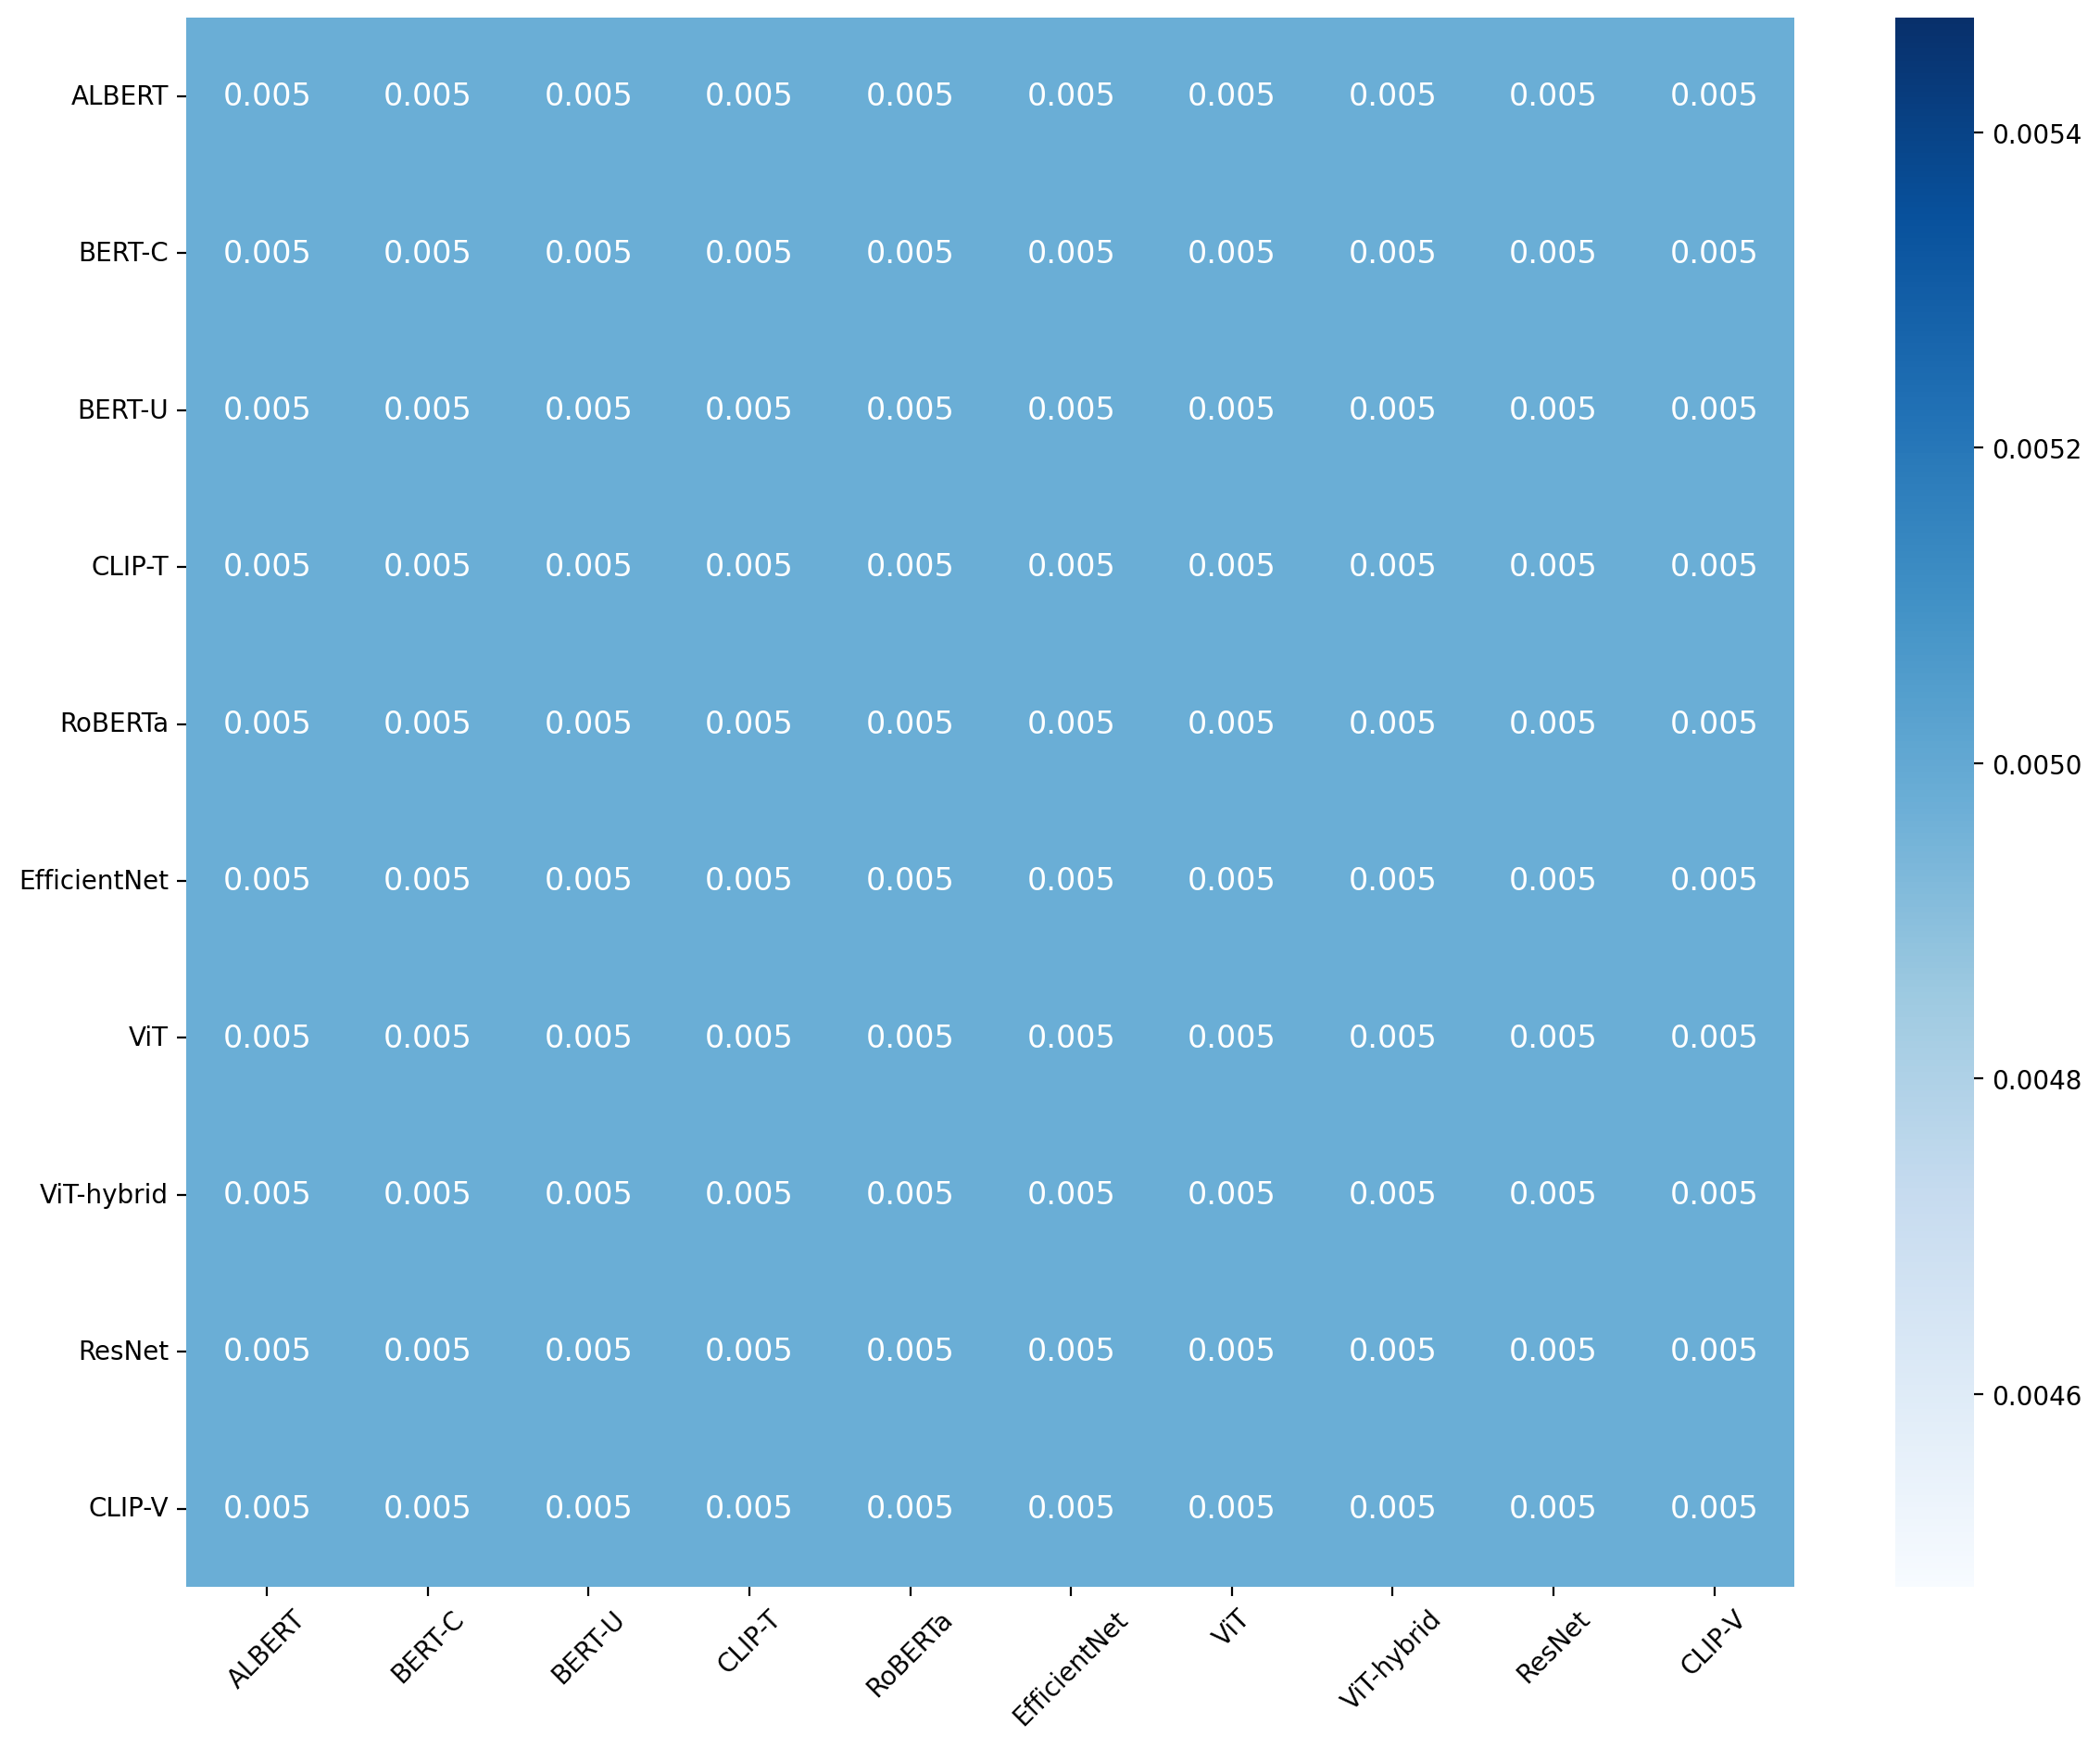 ALBERT 0.005 0.005 0.005 0.005 0.005 0.005 0.005 0.005 0.005 0.005
0.0054
BERT-C 0.005 0.005 0.005 0.005 0.005 0.005 0.005 0.005 0.005 0.005
BERT-U 0.005 0.005 0.005 0.005 0.005 0.005 0.005 0.005 0.005 0.005
0.0052
CLIP-T 0.005 0.005 0.005 0.005 0.005 0.005 0.005 0.005 0.005 0.005
RoBERTa 0.005 0.005 0.005 0.005 0.005 0.005 0.005 0.005 0.005 0.005
0.0050
EfficientNet 0.005 0.005 0.005 0.005 0.005 0.005 0.005 0.005 0.005 0.005
ViT 0.005 0.005 0.005 0.005 0.005 0.005 0.005 0.005 0.005 0.005
0.0048
ViT-hybrid 0.005 0.005 0.005 0.005 0.005 0.005 0.005 0.005 0.005 0.005
ResNet 0.005 0.005 0.005 0.005 0.005 0.005 0.005 0.005 0.005 0.005
0.0046
CLIP-V 0.005 0.005 0.005 0.005 0.005 0.005 0.005 0.005 0.005 0.005
ALBERT BERT-C BERT-U CLIP-T RoBERTa EfficientNet ViT ViT-hybrid ResNet CLIP-V